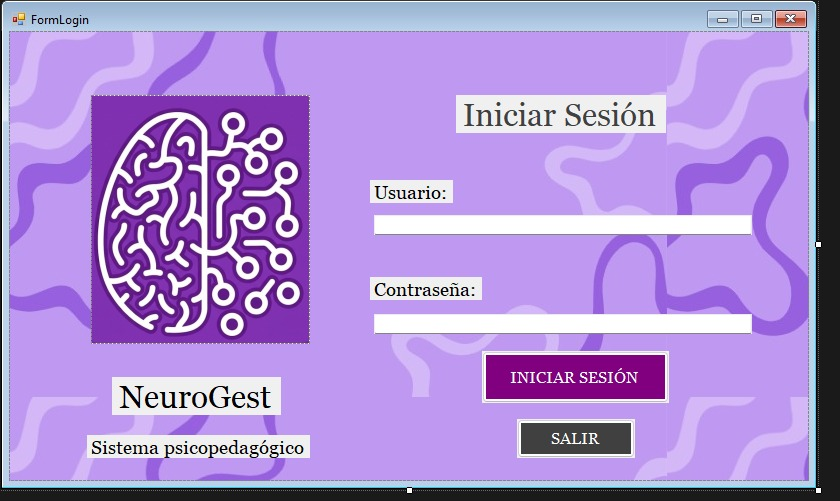 FormLogin
Iniciar Sesión
Usuario:
Contraseña:
INICIAR SESIÓN
SALIR
NeuroGest
Sistema psicopedagógico